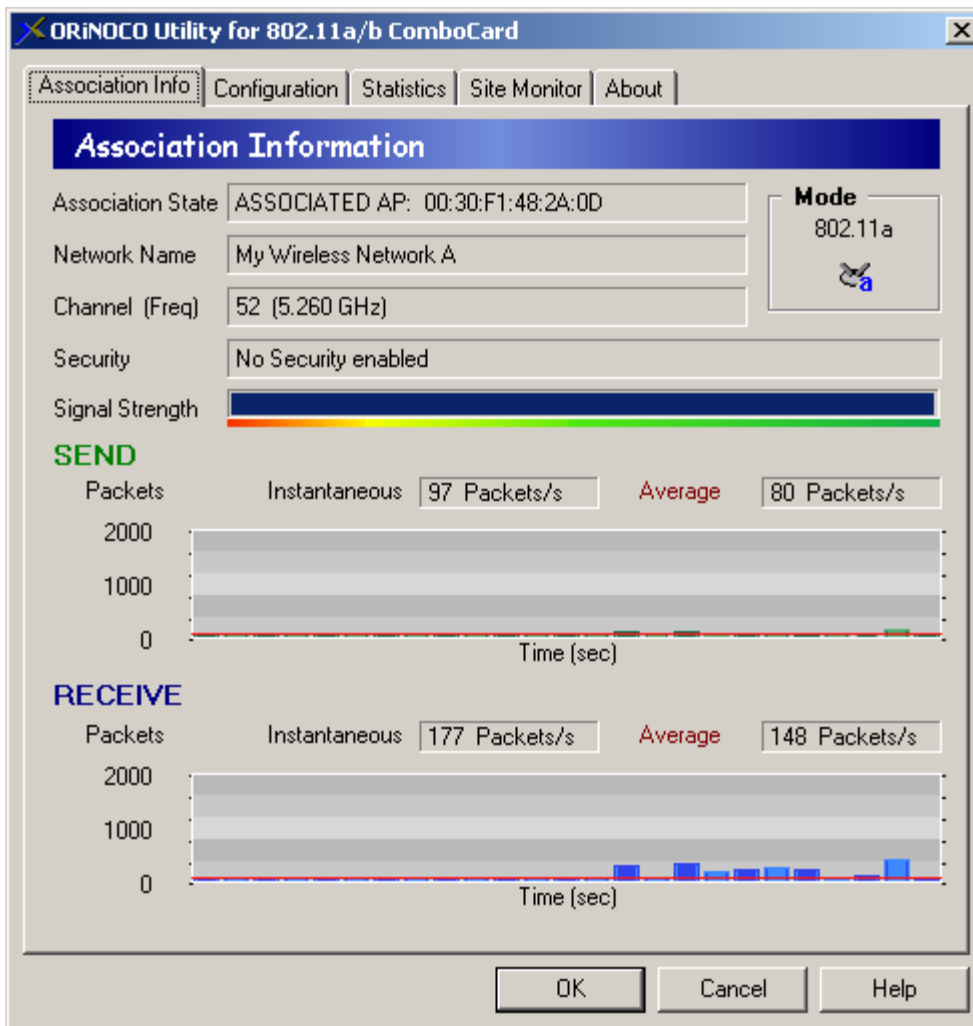 ORiNOCO Utility for 802.11a/b ComboCard
Association Info Configuration Statistics Site Monitor About
Association Information
Association State ASSOCIATED AP: 00:30:F1:48:2A:0D
Mode
802.11a
a
Network Name My Wireless Network A
Channel (Freq) 52 (5.260 GHz)
Security No Security enabled
Signal Strength
SEND
Packets Instantaneous 97 Packets/s Average 80 Packets/s
2000
1000
0
Time (sec)
RECEIVE
Packets Instantaneous 177 Packets/s Average 148 Packets/s
2000
1000
0
Time (sec)
OK Cancel Help